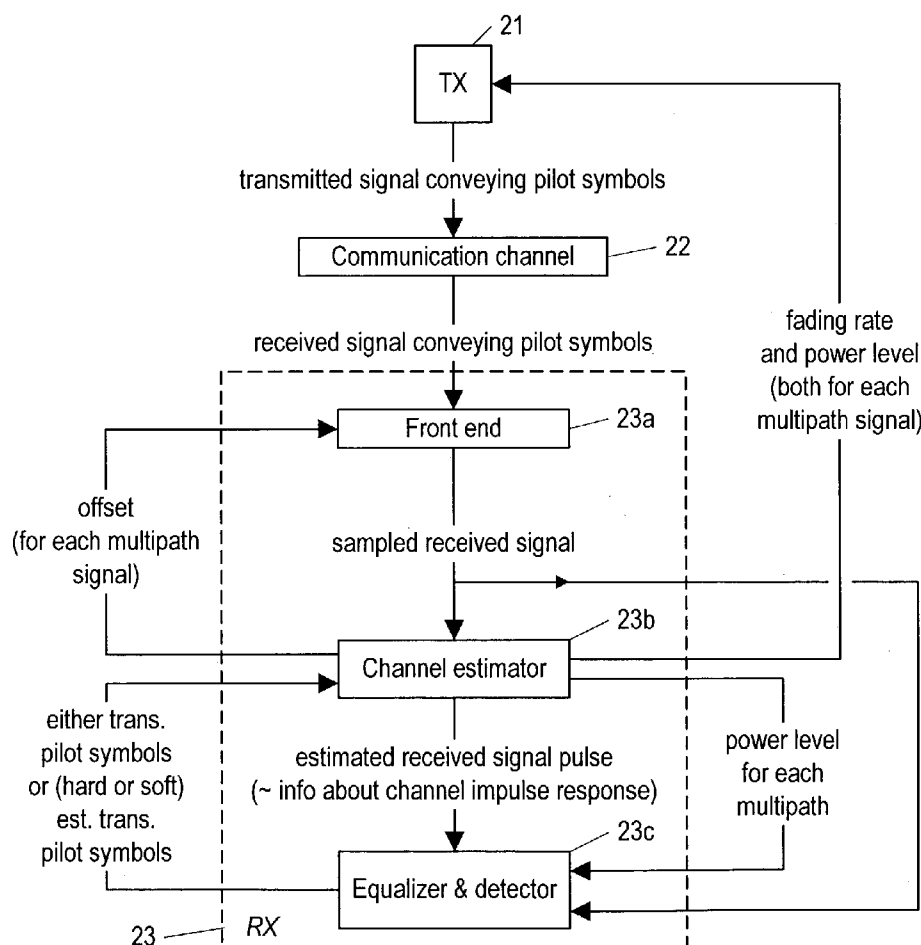 21
TX
transmitted signal conveying pilot symbols
Communication channel
22
received signal conveying pilot symbols
fading rate
and power level
(both for each
multipath signal)
Front end
23a
offset
(for each multipath
signal)
sampled received signal
23b
Channel estimator
either trans.
pilot symbols
or (hard or soft)
est. trans.
pilot symbols
estimated received signal pulse
(~ info about channel impulse response)
power level
for each
multipath
23c
Equalizer & detector
23
RX